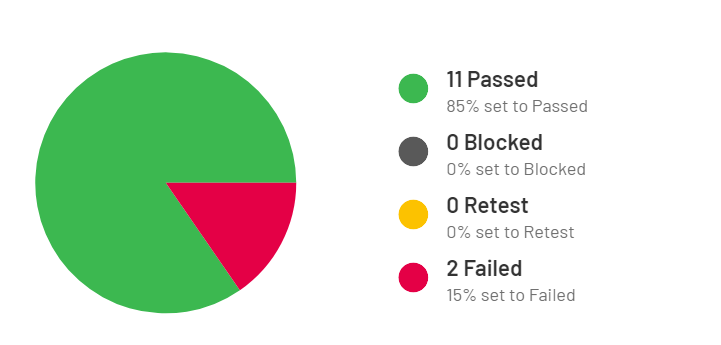 11 Passed
85% set to Passed
0 Blocked
0% set to Blocked
0 Retest
0% set to Retest
2 Failed
15% set to Failed